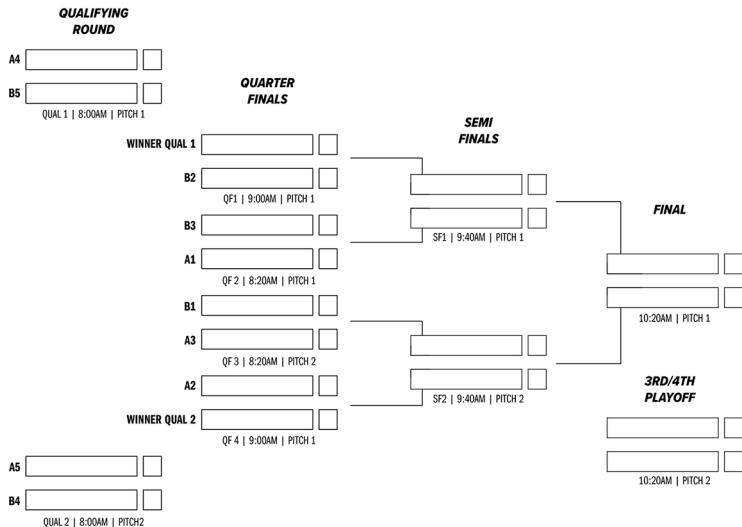 QUALIFYING
ROUND
A4
B5
QUAL 1 | 8:00AM | PITCH 1
QUARTER
FINALS
WINNER QUAL 1
B2
QF1 | 9:00AM | PITCH 1
B3
A1
QF 2 | 8:20AM | PITCH 1
B1
A3
QF 3 | 8:20AM | PITCH 2
A2
WINNER QUAL 2
QF 4 | 9:00AM | PITCH 1
A5
B4
QUAL 2 | 8:00AM | PITCH2
SEMI
FINALS
SF1 | 9:40AM | PITCH 1
SF2 | 9:40AM | PITCH 2
FINAL
10:20AM | PITCH 1
3RD/4TH
PLAYOFF
10:20AM | PITCH 2